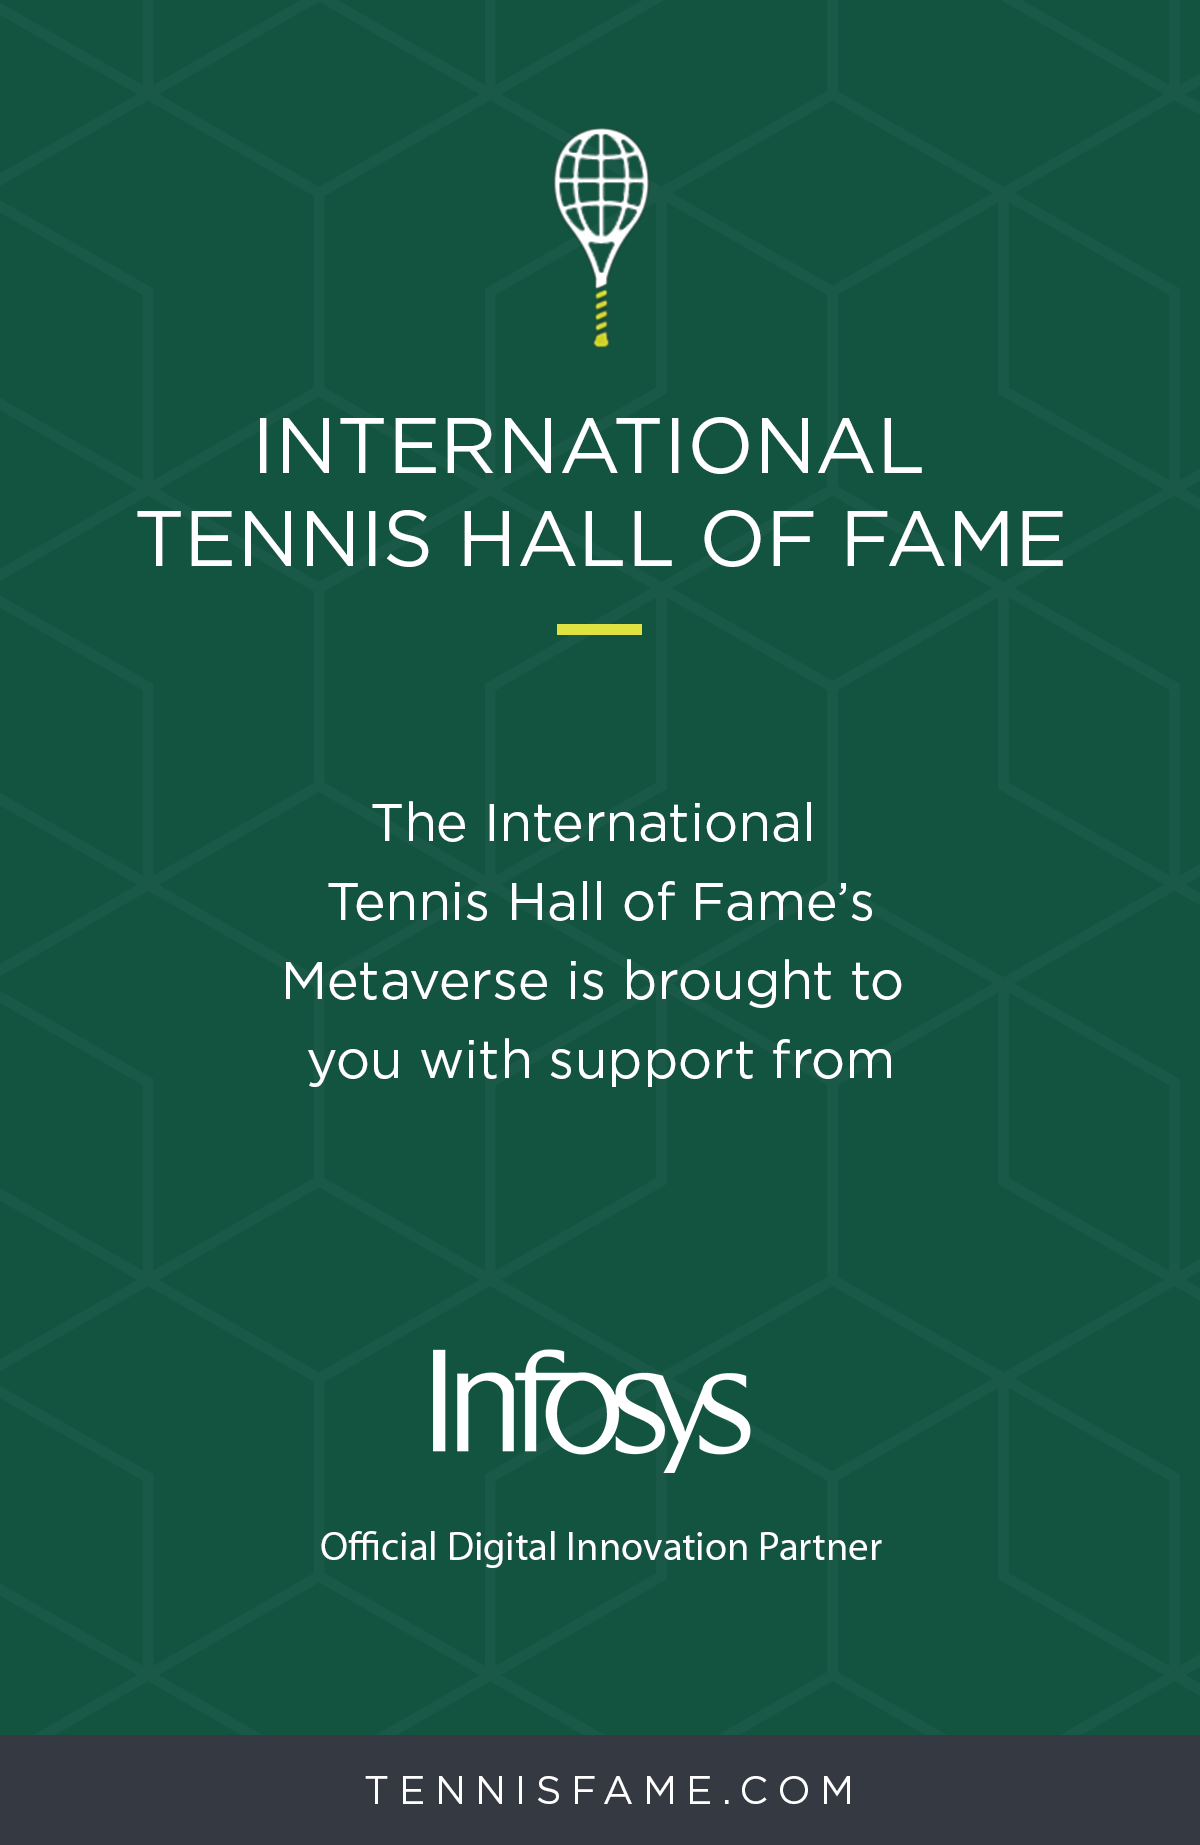 INTERNATIONAL
TENNIS HALL OF FAME
The International
Tennis Hall of Fame’s
Metaverse is brought to
you with support from
Infosys
Official Digital Innovation Partner
TENNISFAME.COM